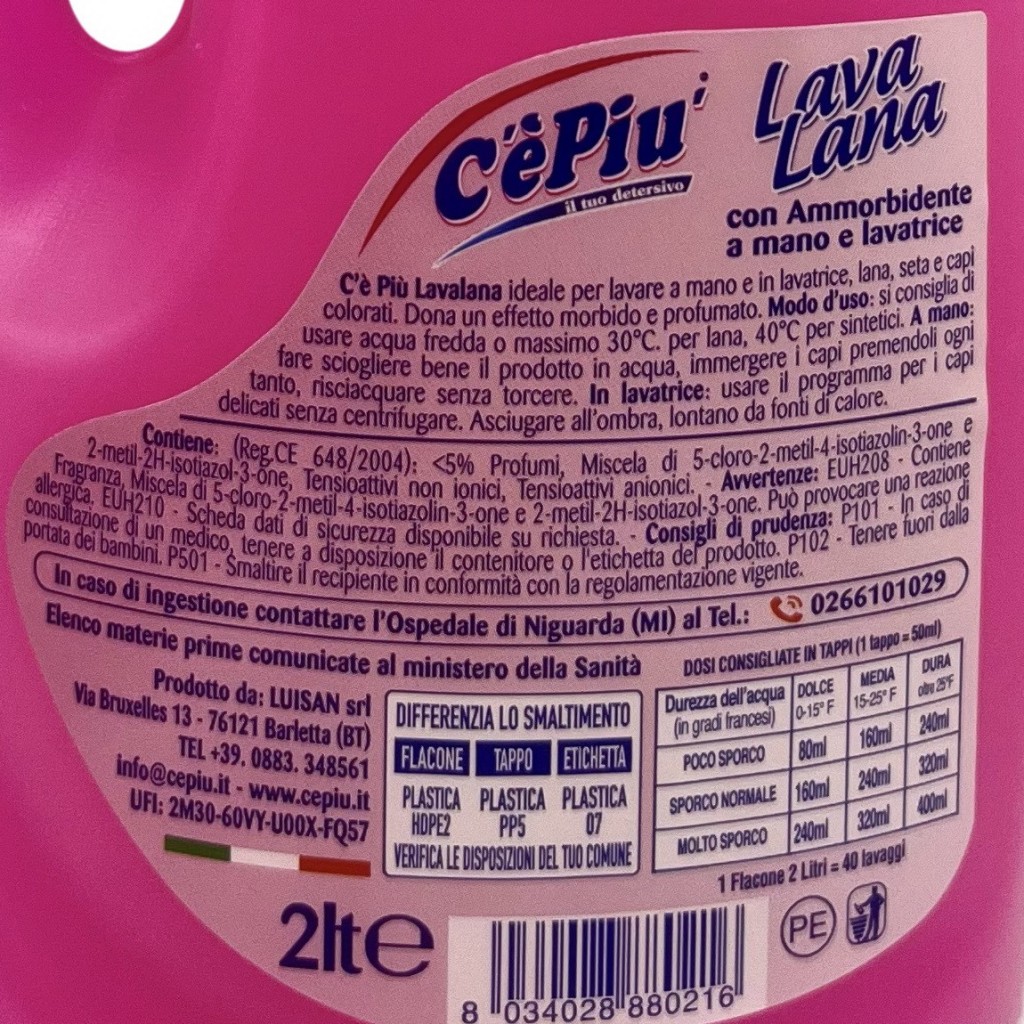 C'èPiu'
il tuo detersivo
Lava
Lana
con Ammorbidente
a mano e lavatrice
C'è Più Lavalana ideale per lavare a mano e in lavatrice, lana, seta e capi
colorati. Dona un effetto morbido e profumato. Modo d'uso: si consiglia di
usare acqua fredda o massimo 30°C. per lana, 40°C per sintetici. A mano:
fare sciogliere bene il prodotto in acqua, immergere i capi premendoli ogni
tanto, risciacquare senza torcere. In lavatrice: usare il programma per i capi
delicati senza centrifugare. Asciugare all'ombra, lontano da fonti di calore.
Contiene: (Reg.CE 648/2004): <5% Profumi, Miscela di 5-cloro-2-metil-4-isotiazolin-3-one e
2-metil-2H-isotiazol-3-one, Tensioattivi non ionici, Tensioattivi anionici. - Avvertenze: EUH208 - Contiene
Fragranza, Miscela di 5-cloro-2-metil-4-isotiazolin-3-one e 2-metil-2H-isotiazol-3-one. Può provocare una reazione
allergica. EUH210 - Scheda dati di sicurezza disponibile su richiesta. - Consigli di prudenza: P101 - In caso di
consultazione di un medico, tenere a disposizione il contenitore o l'etichetta del prodotto. P102 - Tenere fuori dalla
portata dei bambini. P501 - Smaltire il recipiente in conformità con la regolamentazione vigente.
In caso di ingestione contattare l'Ospedale di Niguarda (MI) al Tel.: 0266101029
Elenco materie prime comunicate al ministero della Sanità
Prodotto da: LUISAN srl
Via Bruxelles 13 - 76121 Barletta (BT)
TEL +39. 0883. 348561
info@cepiu.it - www.cepiu.it
UFI: 2M30-60VY-U00X-FQ57
DIFFERENZIA LO SMALTIMENTO
FLACONE TAPPO ETICHETTA
PLASTICA PLASTICA PLASTICA
HDPE2 PP5 07
VERIFICA LE DISPOSIZIONI DEL TUO COMUNE
DOSI CONSIGLIATE IN TAPPI (1 tappo = 50ml)
Durezza dell'acqua DOLCE MEDIA DURA
(in gradi francesi) 0-15° F 15-25° F oltre 25°F
POCO SPORCO 80ml 160ml 240ml
SPORCO NORMALE 160ml 240ml 320ml
MOLTO SPORCO 240ml 320ml 400ml
1 Flacone 2 Litri = 40 lavaggi
2lt e
PE
8 034028 880216